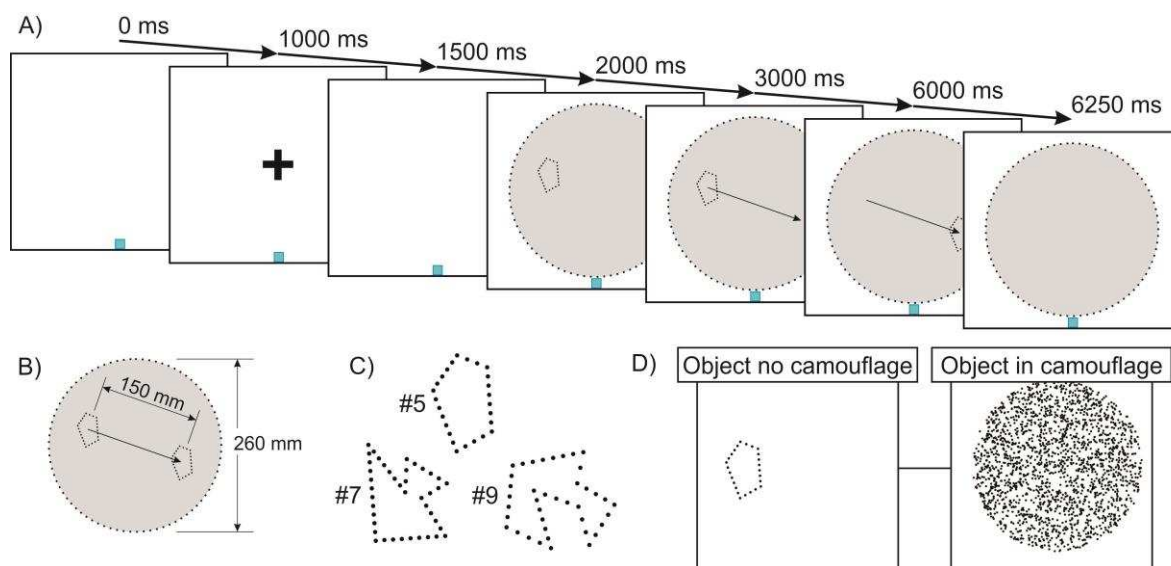 A)
0 ms
1000 ms
1500 ms
2000 ms
3000 ms
6000 ms
6250 ms
B)
150 mm
260 mm
C)
#5
#7
#9
D)
Object no camouflage
Object in camouflage